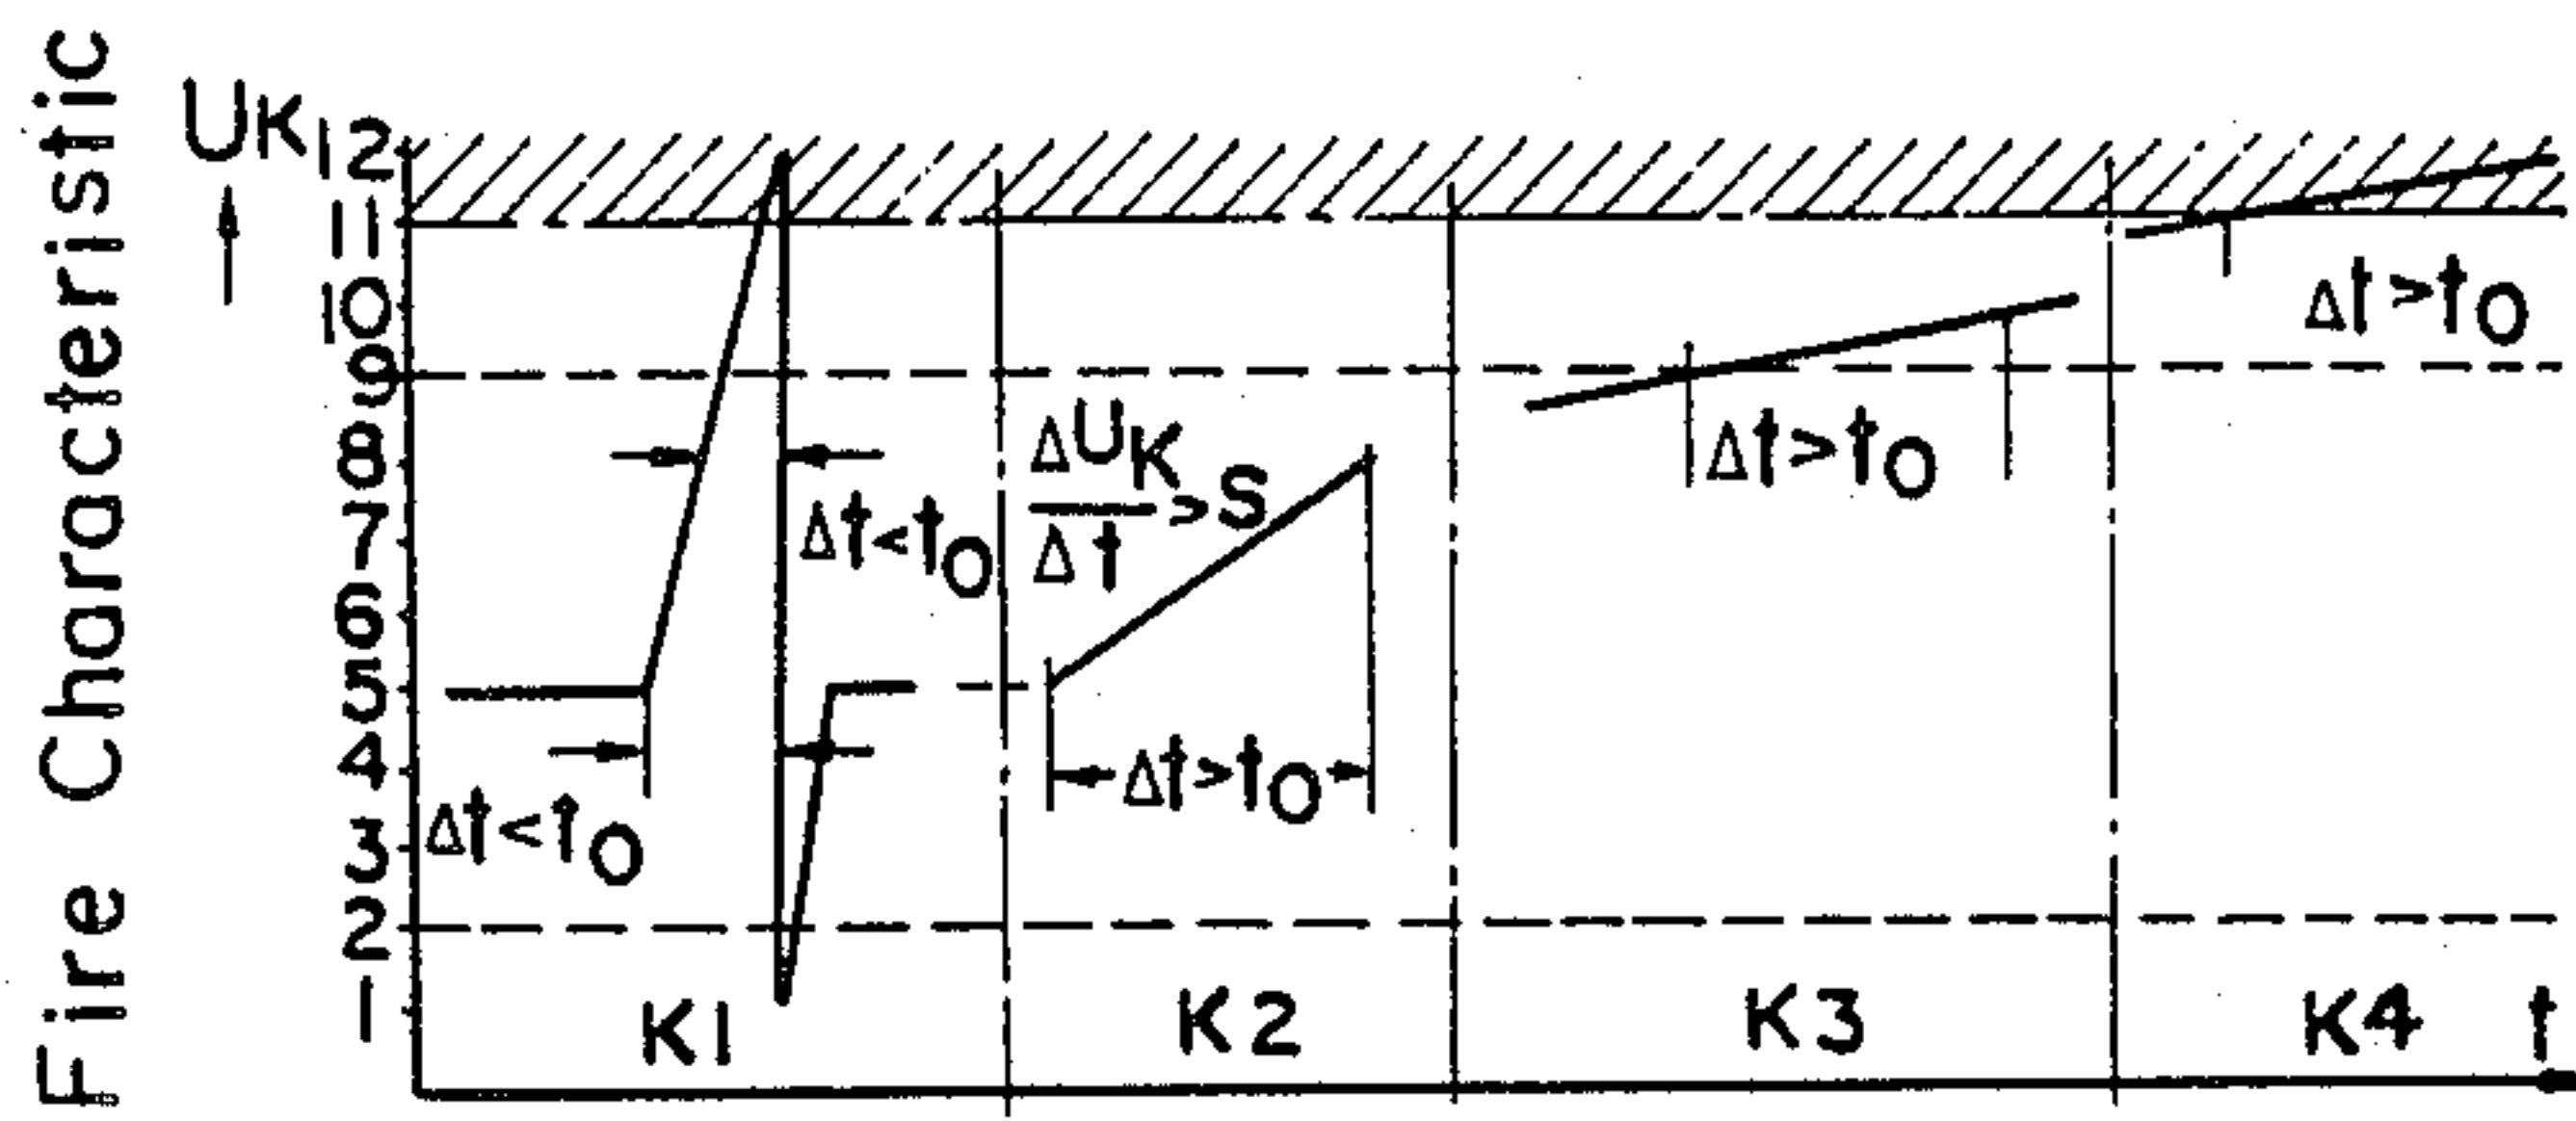 Fire Characteristic
UK
12
11
10
9
8
7
6
5
4
3
2
1
Δt<to
Δt<to
ΔUK
Δt
>S
Δt>to
Δt>to
Δt>to
K1
K2
K3
K4
t